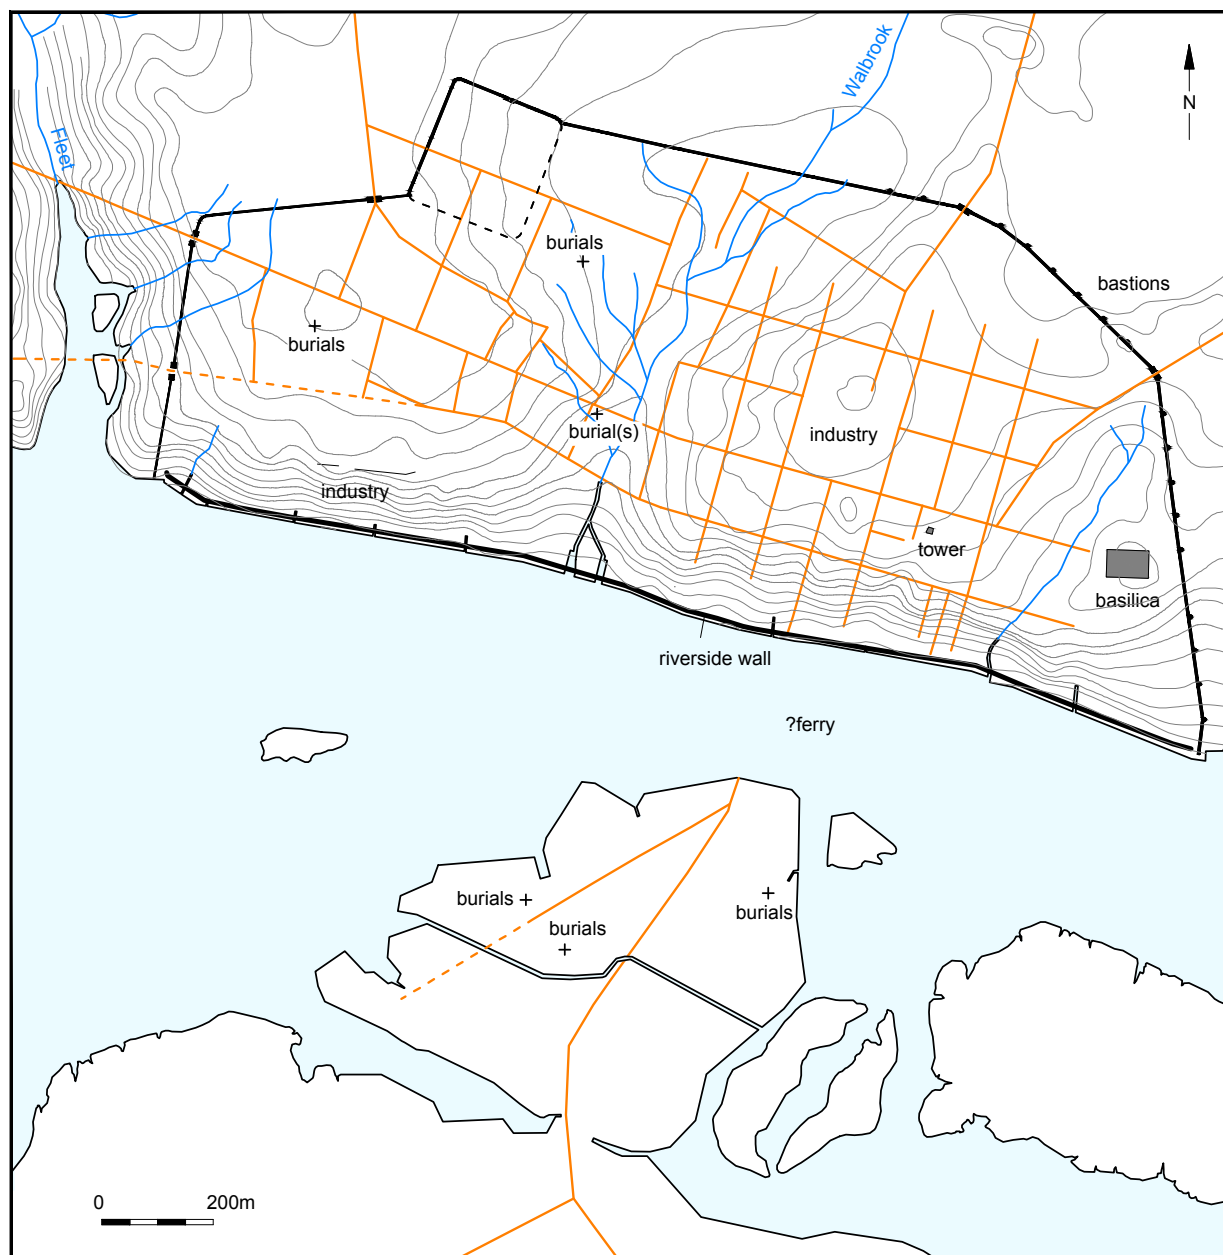 Walbrook
N
Fleet
burials
bastions
burials
burial(s)
industry
industry
tower
basilica
riverside wall
?ferry
burials
burials
burials
0 200m